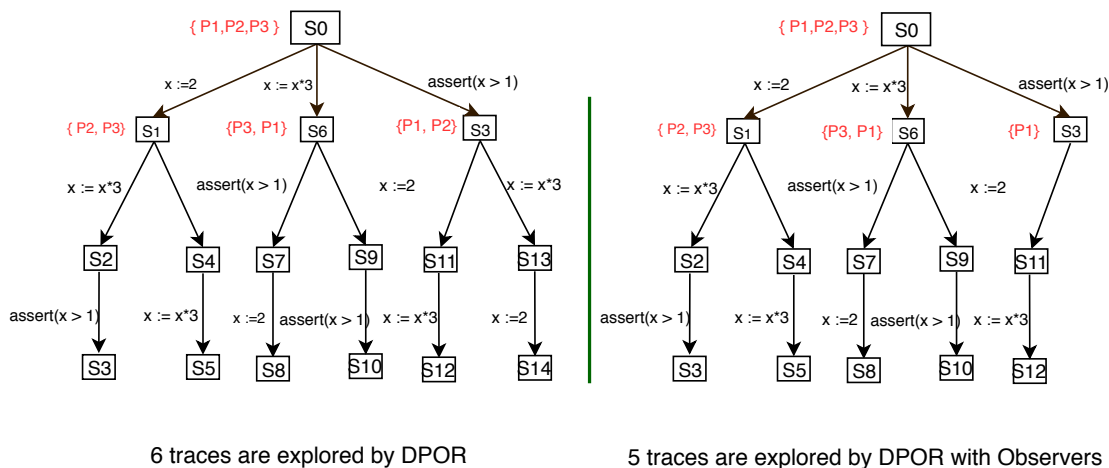 { P1,P2,P3 }
S0
x :=2
x := x*3
assert(x > 1)
{ P2, P3}
S1
{P3, P1}
S6
{P1, P2}
S3
x := x*3
assert(x > 1)
x :=2
x := x*3
S2
S4
S7
S9
S11
S13
assert(x > 1)
x := x*3
x :=2
assert(x > 1)
x := x*3
x :=2
S3
S5
S8
S10
S12
S14
6 traces are explored by DPOR
{ P1,P2,P3 }
S0
x :=2
x := x*3
assert(x > 1)
{ P2, P3}
S1
{P3, P1}
S6
{P1}
S3
x := x*3
assert(x > 1)
x :=2
S2
S4
S7
S9
S11
assert(x > 1)
x := x*3
x :=2
assert(x > 1)
x := x*3
S3
S5
S8
S10
S12
5 traces are explored by DPOR with Observers